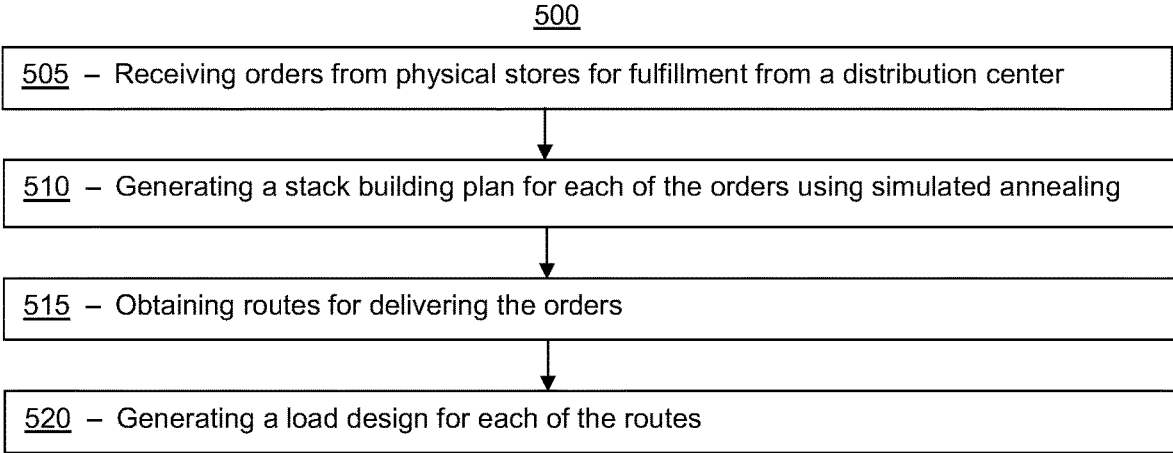 500
505 – Receiving orders from physical stores for fulfillment from a distribution center
510 – Generating a stack building plan for each of the orders using simulated annealing
515 – Obtaining routes for delivering the orders
520 – Generating a load design for each of the routes